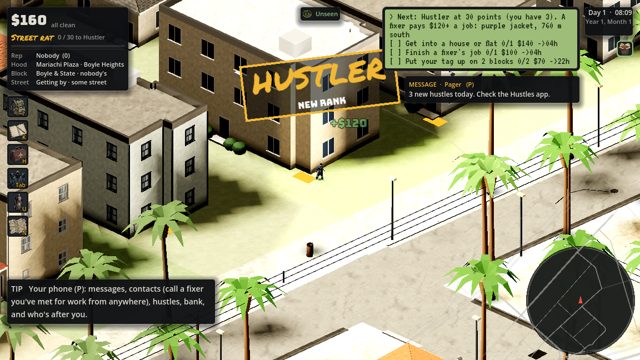 $160 all clean
STREET RAT 0 / 30 to Hustler
Rep Nobody (0)
Hood Mariachi Plaza · Boyle Heights
Block Boyle & State · nobody's
Street Getting by · some street
Tab
Unseen
HUSTLER
NEW RANK
+$120
> Next: Hustler at 30 points (you have 3). A
fixer pays $120+ a job: purple jacket, 760 m
south
[ ] Get into a house or flat 0/1 $140 ->04h
[ ] Finish a fixer's job 0/1 $100 ->04h
[ ] Put your tag up on 2 blocks 0/2 $70 ->22h
MESSAGE · Pager (P)
3 new hustles today. Check the Hustles app.
Day 1 · 08:09
Year 1, Month 1
TIP Your phone (P): messages, contacts (call a fixer
you've met for work from anywhere), hustles, bank,
and who's after you.